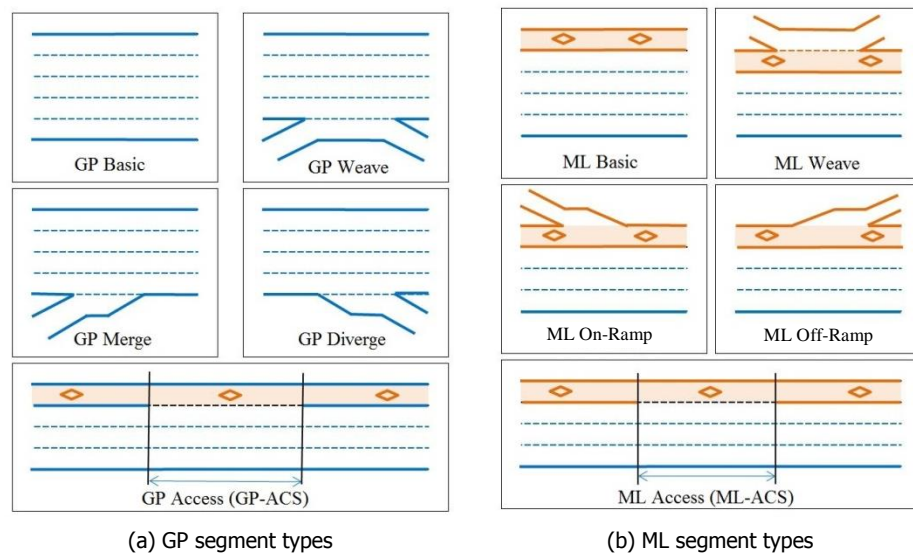 GP Basic
GP Weave
GP Merge
GP Diverge
GP Access (GP-ACS)
(a) GP segment types
ML Basic
ML Weave
ML On-Ramp
ML Off-Ramp
ML Access (ML-ACS)
(b) ML segment types